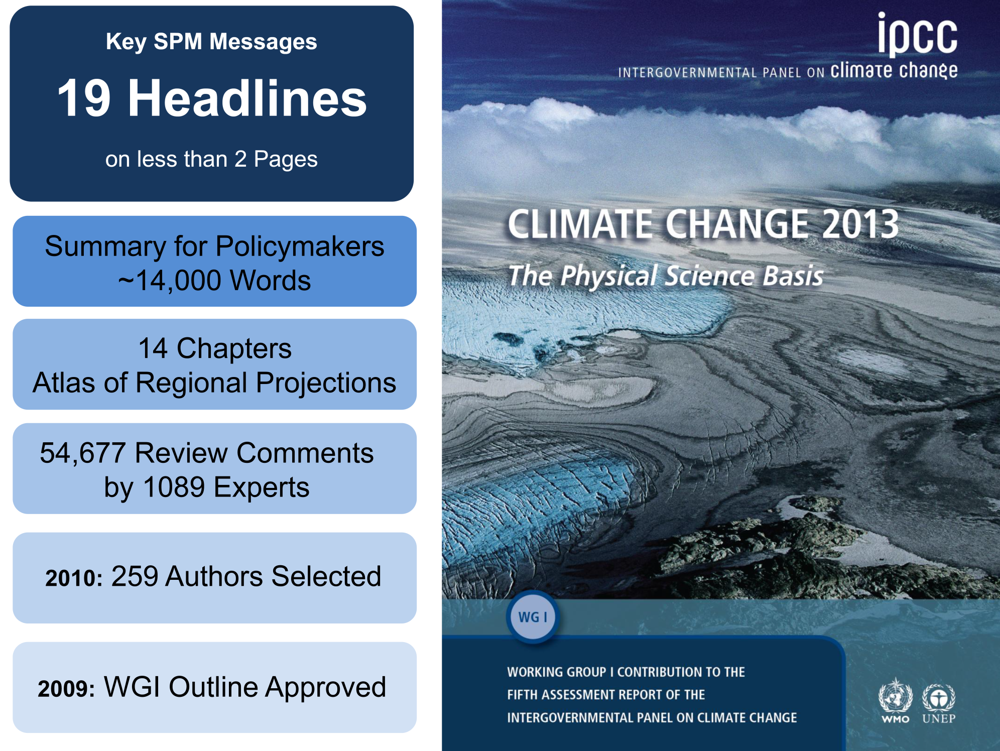 Key SPM Messages
19 Headlines
on less than 2 Pages
Summary for Policymakers
~14,000 Words
14 Chapters
Atlas of Regional Projections
54,677 Review Comments
by 1089 Experts
2010: 259 Authors Selected
2009: WGI Outline Approved
ipcc
INTERGOVERNMENTAL PANEL ON climate change
CLIMATE CHANGE 2013
The Physical Science Basis
WG I
WORKING GROUP I CONTRIBUTION TO THE
FIFTH ASSESSMENT REPORT OF THE
INTERGOVERNMENTAL PANEL ON CLIMATE CHANGE
WMO UNEP